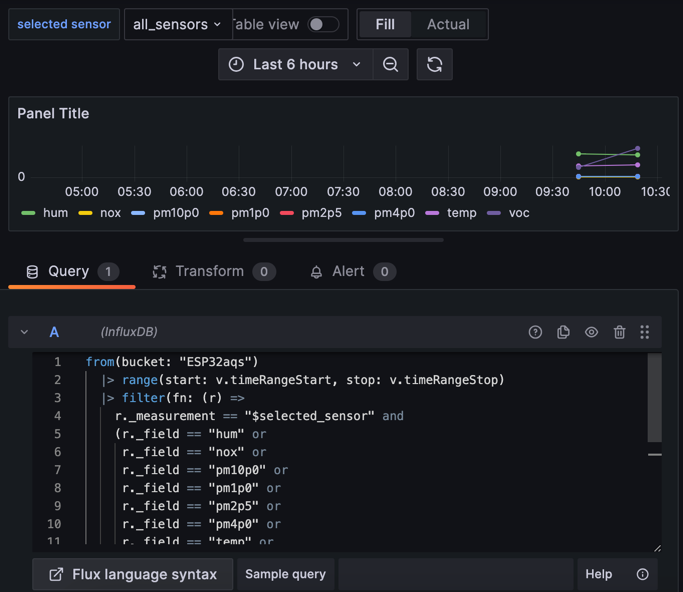 selected sensor all_sensors Table view Fill Actual
Last 6 hours
Panel Title
0
05:00 05:30 06:00 06:30 07:00 07:30 08:00 08:30 09:00 09:30 10:00 10:30
hum nox pm10p0 pm1p0 pm2p5 pm4p0 temp voc
Query 1 Transform 0 Alert 0
A (InfluxDB)
1 from(bucket: "ESP32aqs")
2 |> range(start: v.timeRangeStart, stop: v.timeRangeStop)
3 |> filter(fn: (r) =>
4 r._measurement == "$selected_sensor" and
5 (r._field == "hum" or
6 r._field == "nox" or
7 r._field == "pm10p0" or
8 r._field == "pm1p0" or
9 r._field == "pm2p5" or
10 r._field == "pm4p0" or
11 r._field == "temp" or
Flux language syntax Sample query Help